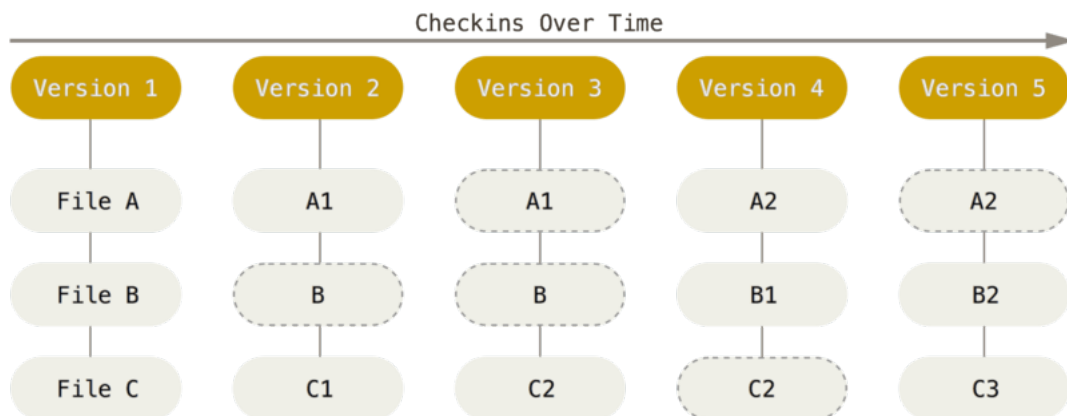 Checkins Over Time
Version 1 Version 2 Version 3 Version 4 Version 5
File A A1 A1 A2 A2
File B B B B1 B2
File C C1 C2 C2 C3